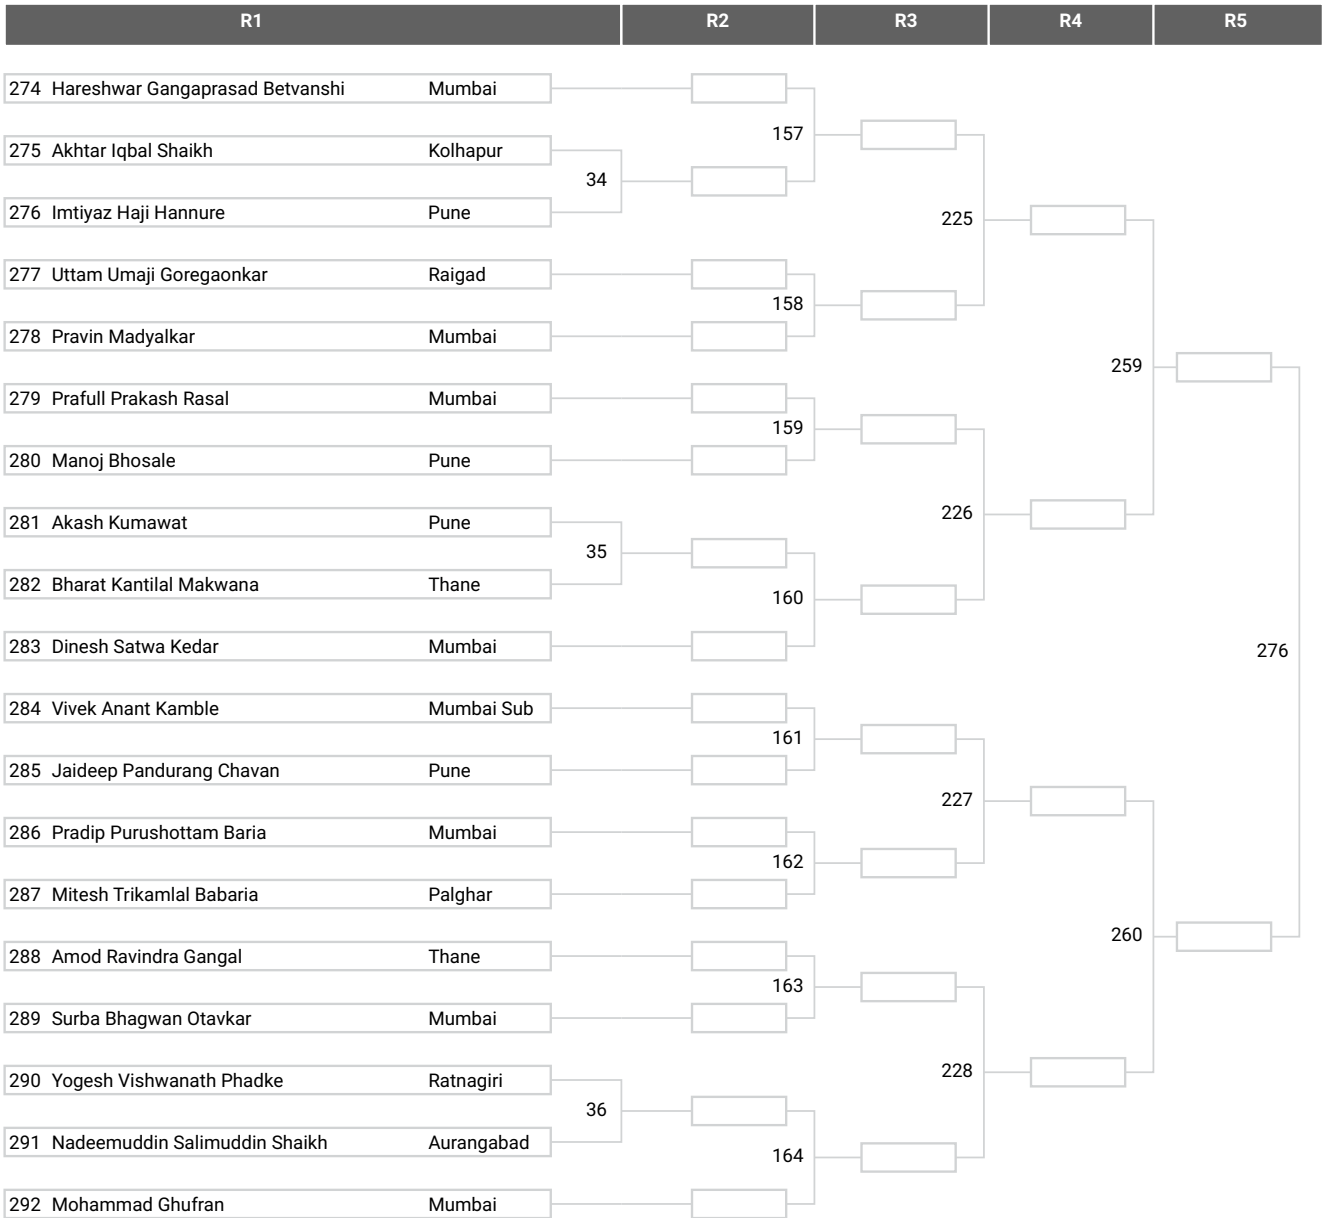 R1 R2 R3 R4 R5
274 Hareshwar Gangaprasad Betvanshi Mumbai
157
275 Akhtar Iqbal Shaikh Kolhapur
34
276 Imtiyaz Haji Hannure Pune
225
277 Uttam Umaji Goregaonkar Raigad
158
278 Pravin Madyalkar Mumbai
259
279 Prafull Prakash Rasal Mumbai
159
280 Manoj Bhosale Pune
226
281 Akash Kumawat Pune
35
282 Bharat Kantilal Makwana Thane
160
283 Dinesh Satwa Kedar Mumbai
276
284 Vivek Anant Kamble Mumbai Sub
161
285 Jaideep Pandurang Chavan Pune
227
286 Pradip Purushottam Baria Mumbai
162
287 Mitesh Trikamlal Babaria Palghar
260
288 Amod Ravindra Gangal Thane
163
289 Surba Bhagwan Otavkar Mumbai
228
290 Yogesh Vishwanath Phadke Ratnagiri
36
291 Nadeemuddin Salimuddin Shaikh Aurangabad
164
292 Mohammad Ghufran Mumbai